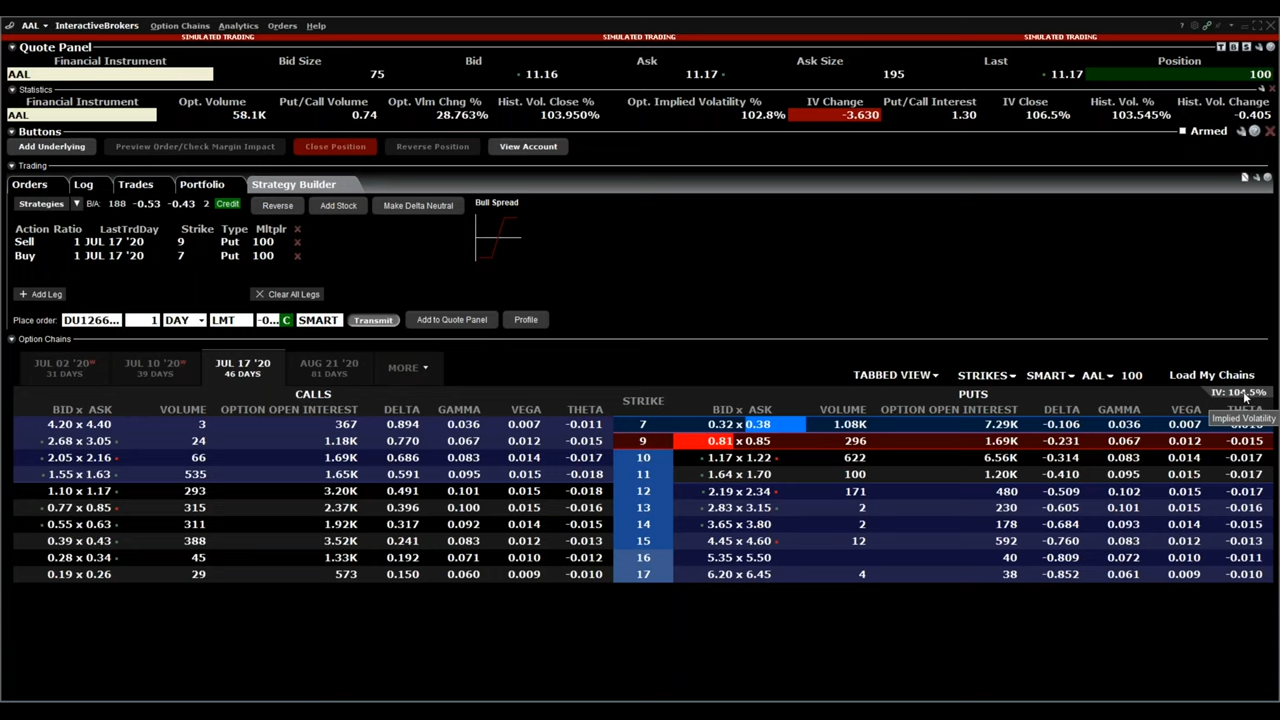 AAL InteractiveBrokers Option Chains Analytics Orders Help ?
SIMULATED TRADING SIMULATED TRADING SIMULATED TRADING
Quote Panel T B S
Financial Instrument Bid Size Bid Ask Ask Size Last Position
AAL 75 11.16 11.17 195 11.17 100
Statistics
Financial Instrument Opt. Volume Put/Call Volume Opt. Vlm Chng % Hist. Vol. Close % Opt. Implied Volatility % IV Change Put/Call Interest IV Close Hist. Vol. % Hist. Vol. Change
AAL 58.1K 0.74 28.763% 103.950% 102.8% -3.630 1.30 106.5% 103.545% -0.405
Buttons Armed
Add Underlying Preview Order/Check Margin Impact Close Position Reverse Position View Account
Trading
Orders Log Trades Portfolio Strategy Builder
Strategies B/A: 188 -0.53 -0.43 2 Credit Reverse Add Stock Make Delta Neutral Bull Spread
Action Ratio LastTrdDay Strike Type Mltplr X
Sell 1 JUL 17 '20 9 Put 100 X
Buy 1 JUL 17 '20 7 Put 100 X
+ Add Leg X Clear All Legs
Place order: DU1266... 1 DAY LMT -0... C SMART Transmit Add to Quote Panel Profile
Option Chains
JUL 02 '20W JUL 10 '20W JUL 17 '20 AUG 21 '20 MORE
31 DAYS 39 DAYS 46 DAYS 81 DAYS
TABBED VIEW STRIKES SMART AAL 100 Load My Chains
CALLS PUTS IV: 104.5%
BID x ASK VOLUME OPTION OPEN INTEREST DELTA GAMMA VEGA THETA STRIKE BID x ASK VOLUME OPTION OPEN INTEREST DELTA GAMMA VEGA THETA
Implied Volatility
4.20 x 4.40 3 367 0.894 0.036 0.007 -0.011 7 0.32 x 0.38 1.08K 7.29K -0.106 0.036 0.007
2.68 x 3.05 24 1.18K 0.770 0.067 0.012 -0.015 9 0.81 x 0.85 296 1.69K -0.231 0.067 0.012 -0.015
2.05 x 2.16 66 1.69K 0.686 0.083 0.014 -0.017 10 1.17 x 1.22 622 6.56K -0.314 0.083 0.014 -0.017
1.55 x 1.63 535 1.65K 0.591 0.095 0.015 -0.018 11 1.64 x 1.70 100 1.20K -0.410 0.095 0.015 -0.017
1.10 x 1.17 293 3.20K 0.491 0.101 0.015 -0.018 12 2.19 x 2.34 171 480 -0.509 0.102 0.015 -0.017
0.77 x 0.85 315 2.37K 0.396 0.100 0.015 -0.016 13 2.83 x 3.15 2 230 -0.605 0.101 0.015 -0.016
0.55 x 0.63 311 1.92K 0.317 0.092 0.014 -0.015 14 3.65 x 3.80 2 178 -0.684 0.093 0.014 -0.015
0.39 x 0.43 388 3.52K 0.241 0.083 0.012 -0.013 15 4.45 x 4.60 12 592 -0.760 0.083 0.012 -0.013
0.28 x 0.34 45 1.33K 0.192 0.071 0.010 -0.012 16 5.35 x 5.50 40 -0.809 0.072 0.010 -0.011
0.19 x 0.26 29 573 0.150 0.060 0.009 -0.010 17 6.20 x 6.45 4 38 -0.852 0.061 0.009 -0.010